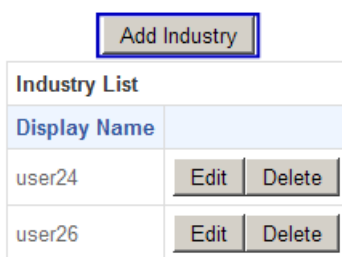 Add Industry
Industry List
Display Name
user24 Edit Delete
user26 Edit Delete